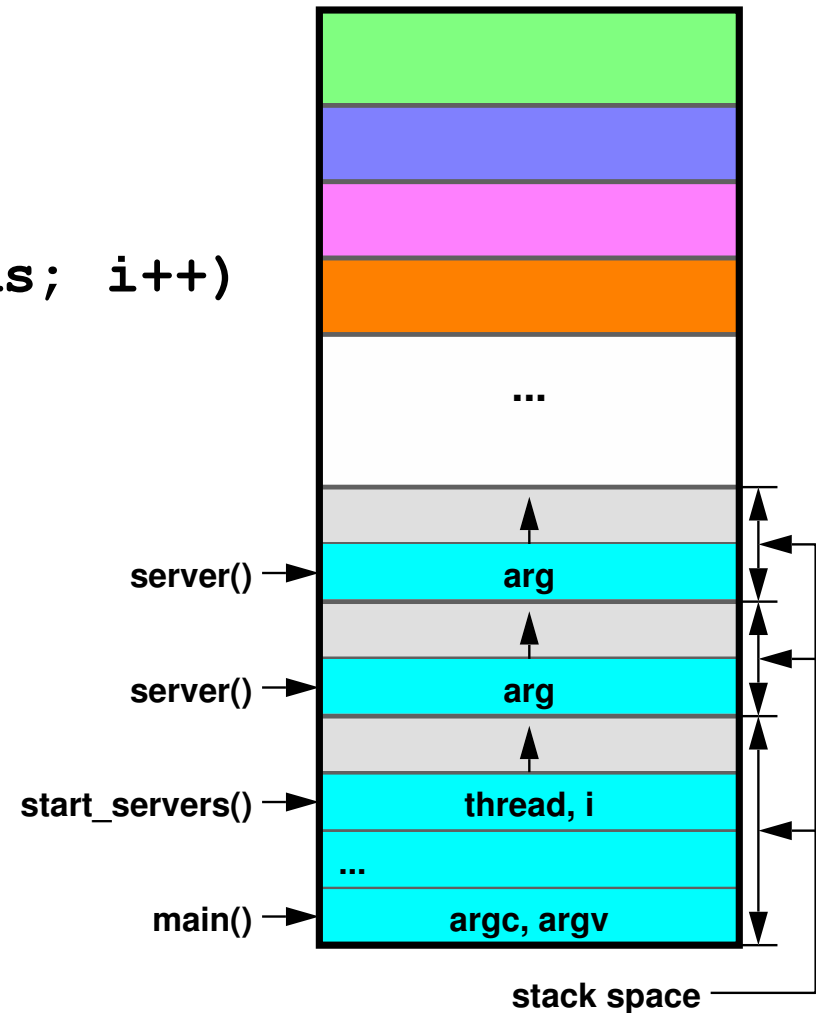 i++)
...
server() arg
server() arg
start_servers() thread, i
...
main() argc, argv
stack space